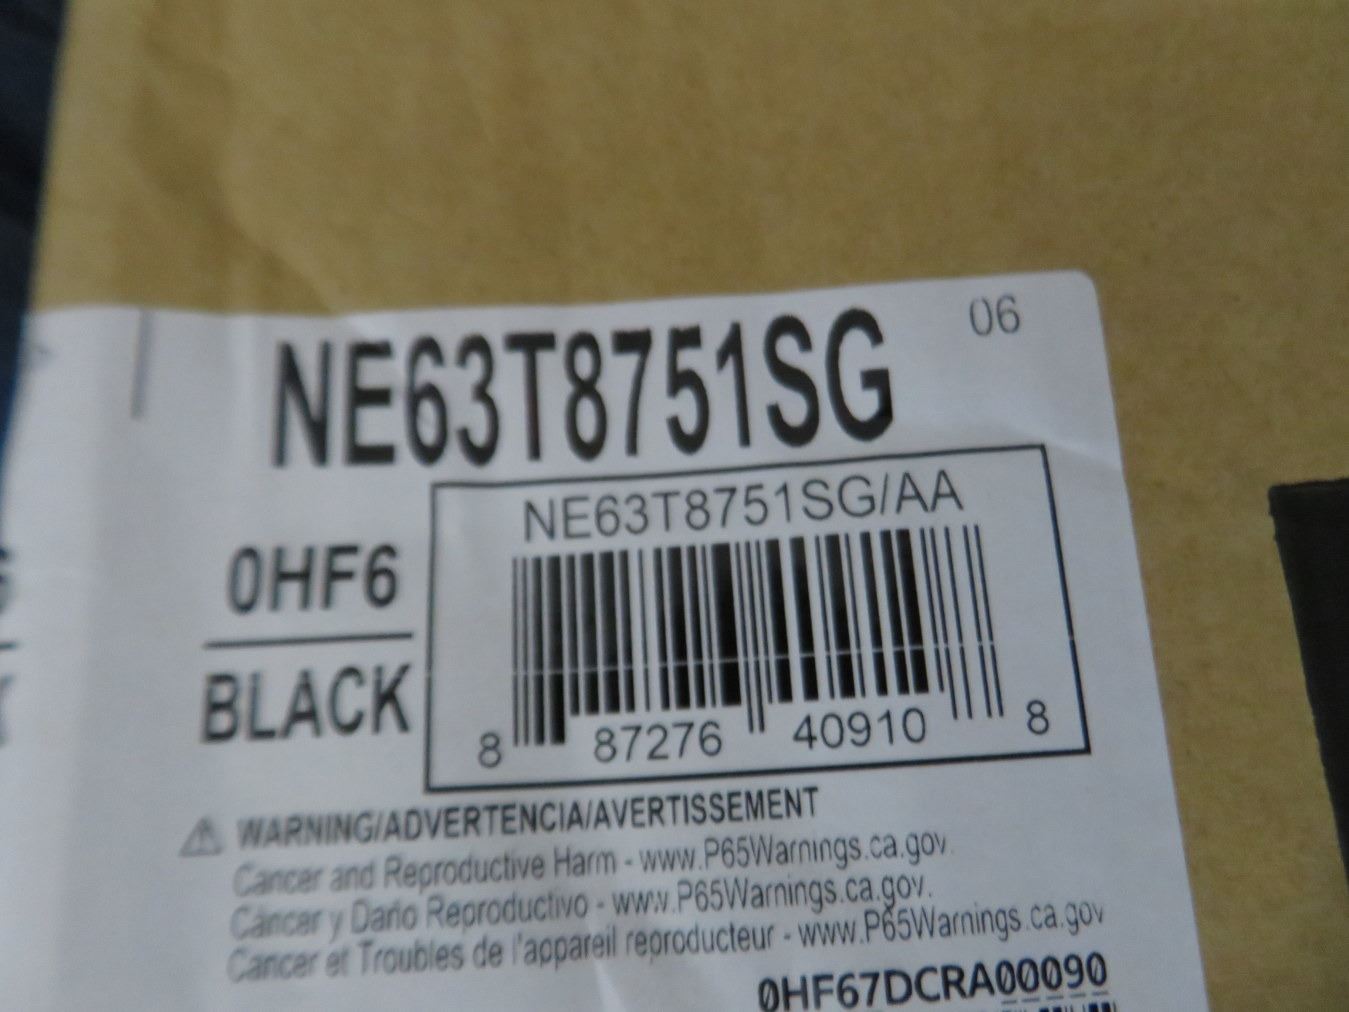 06
NE63T8751SG
NE63T8751SG/AA
0HF6
BLACK
8 87276 40910 8
WARNING/ADVERTENCIA/AVERTISSEMENT
Cancer and Reproductive Harm - www.P65Warnings.ca.gov.
Cáncer y Daño Reproductivo - www.P65Warnings.ca.gov.
Cancer et Troubles de l'appareil reproducteur - www.P65Warnings.ca.gov
0HF67DCRA00090